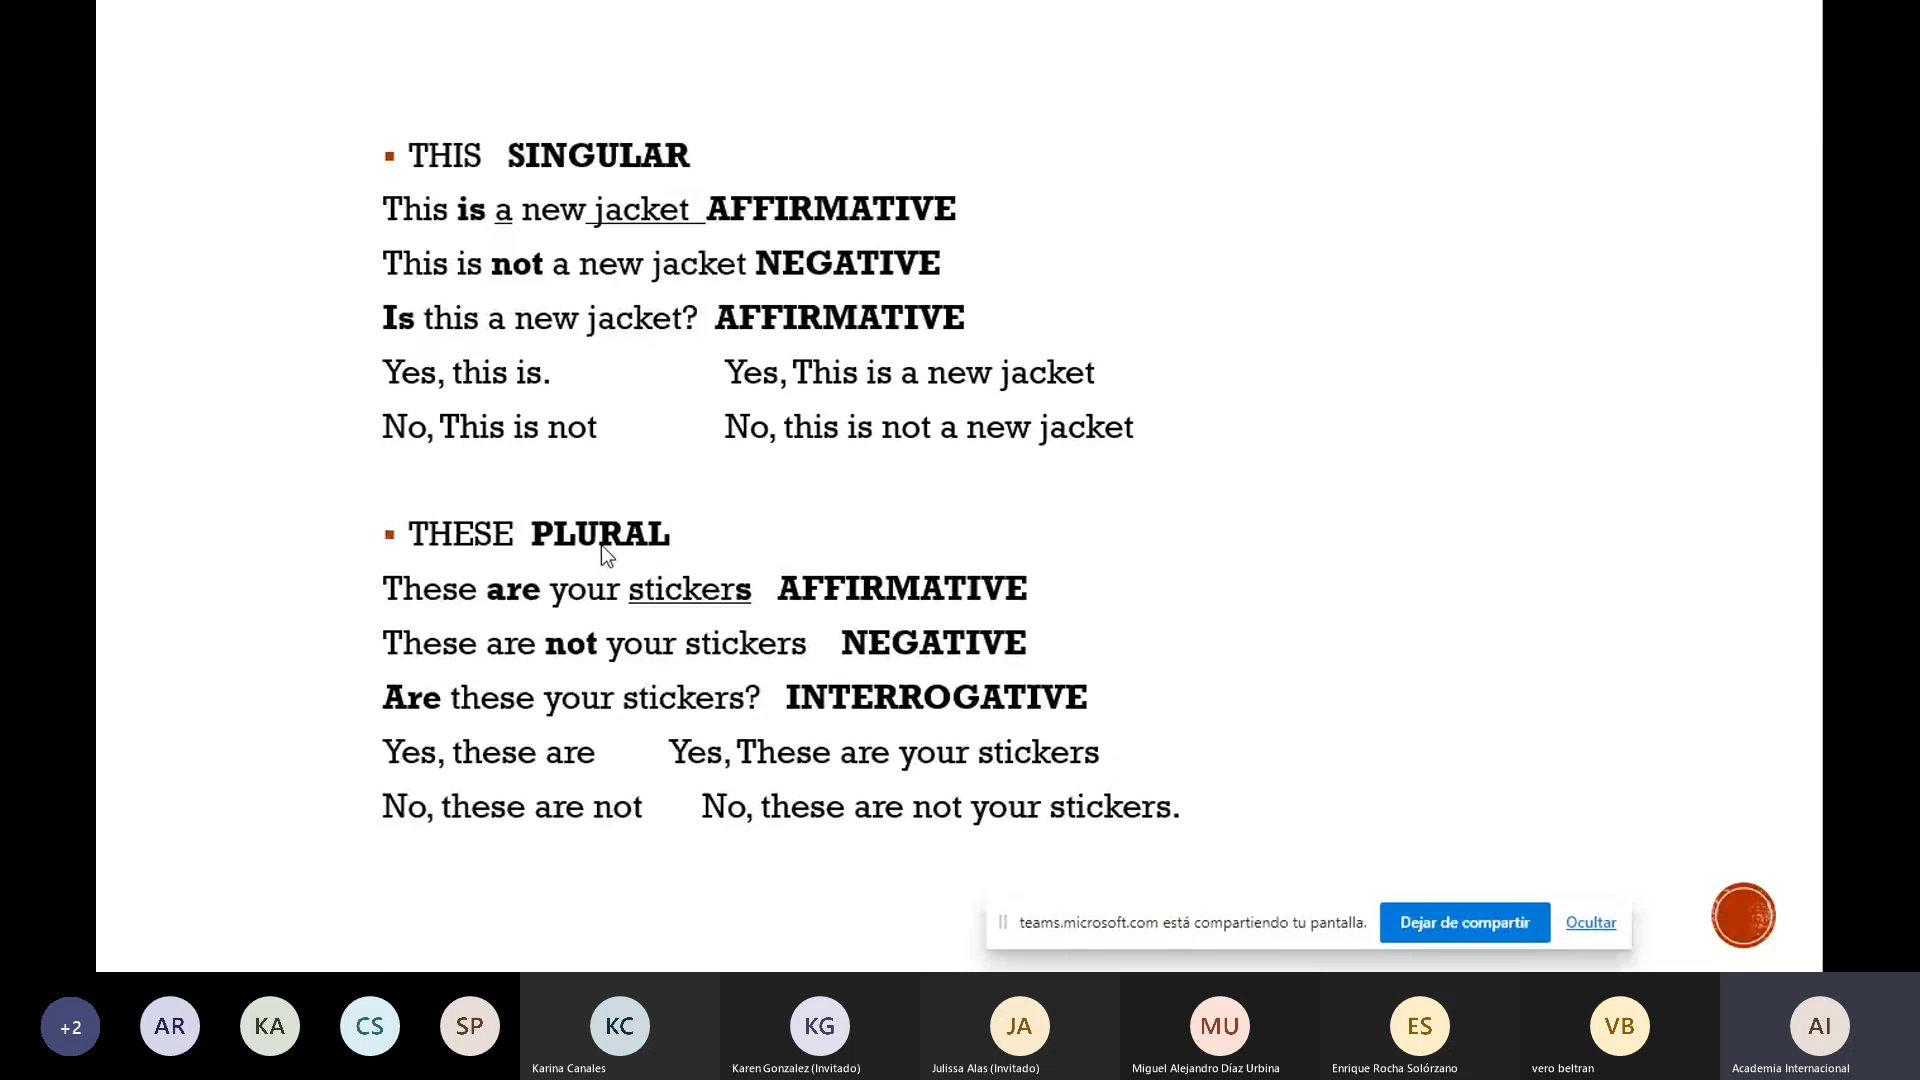 THIS SINGULAR
This is a new jacket AFFIRMATIVE
This is not a new jacket NEGATIVE
Is this a new jacket? AFFIRMATIVE
Yes, this is. Yes, This is a new jacket
No, This is not No, this is not a new jacket
THESE PLURAL
These are your stickers AFFIRMATIVE
These are not your stickers NEGATIVE
Are these your stickers? INTERROGATIVE
Yes, these are Yes, These are your stickers
No, these are not No, these are not your stickers.
teams.microsoft.com está compartiendo tu pantalla. Dejar de compartir Ocultar
+2 AR KA CS SP KC KG JA MU ES VB AI
Karina Canales Karen Gonzalez (Invitado) Julissa Alas (Invitado) Miguel Alejandro Díaz Urbina Enrique Rocha Solórzano vero beltran Academia Internacional